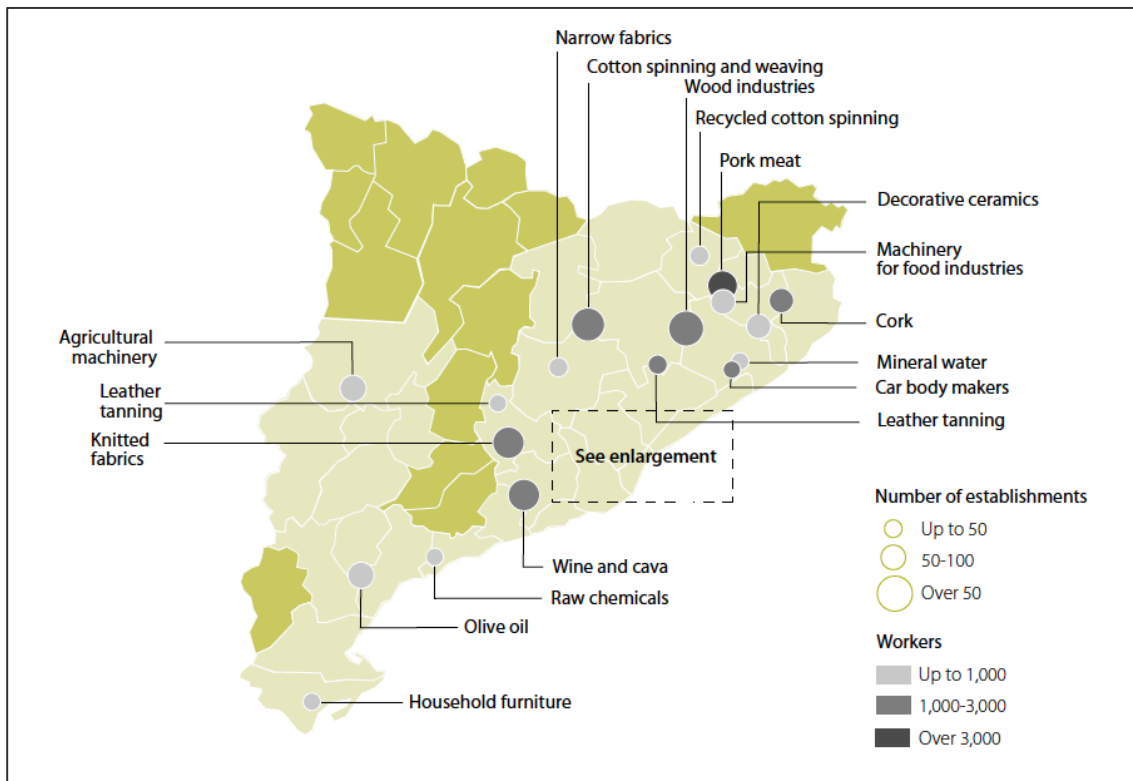 Narrow fabrics
Cotton spinning and weaving
Wood industries
Recycled cotton spinning
Pork meat
Decorative ceramics
Machinery
for food industries
Cork
Mineral water
Car body makers
Leather tanning
Agricultural
machinery
Leather
tanning
Knitted
fabrics
See enlargement
Wine and cava
Raw chemicals
Olive oil
Household furniture
Number of establishments
Up to 50
50-100
Over 50
Workers
Up to 1,000
1,000-3,000
Over 3,000